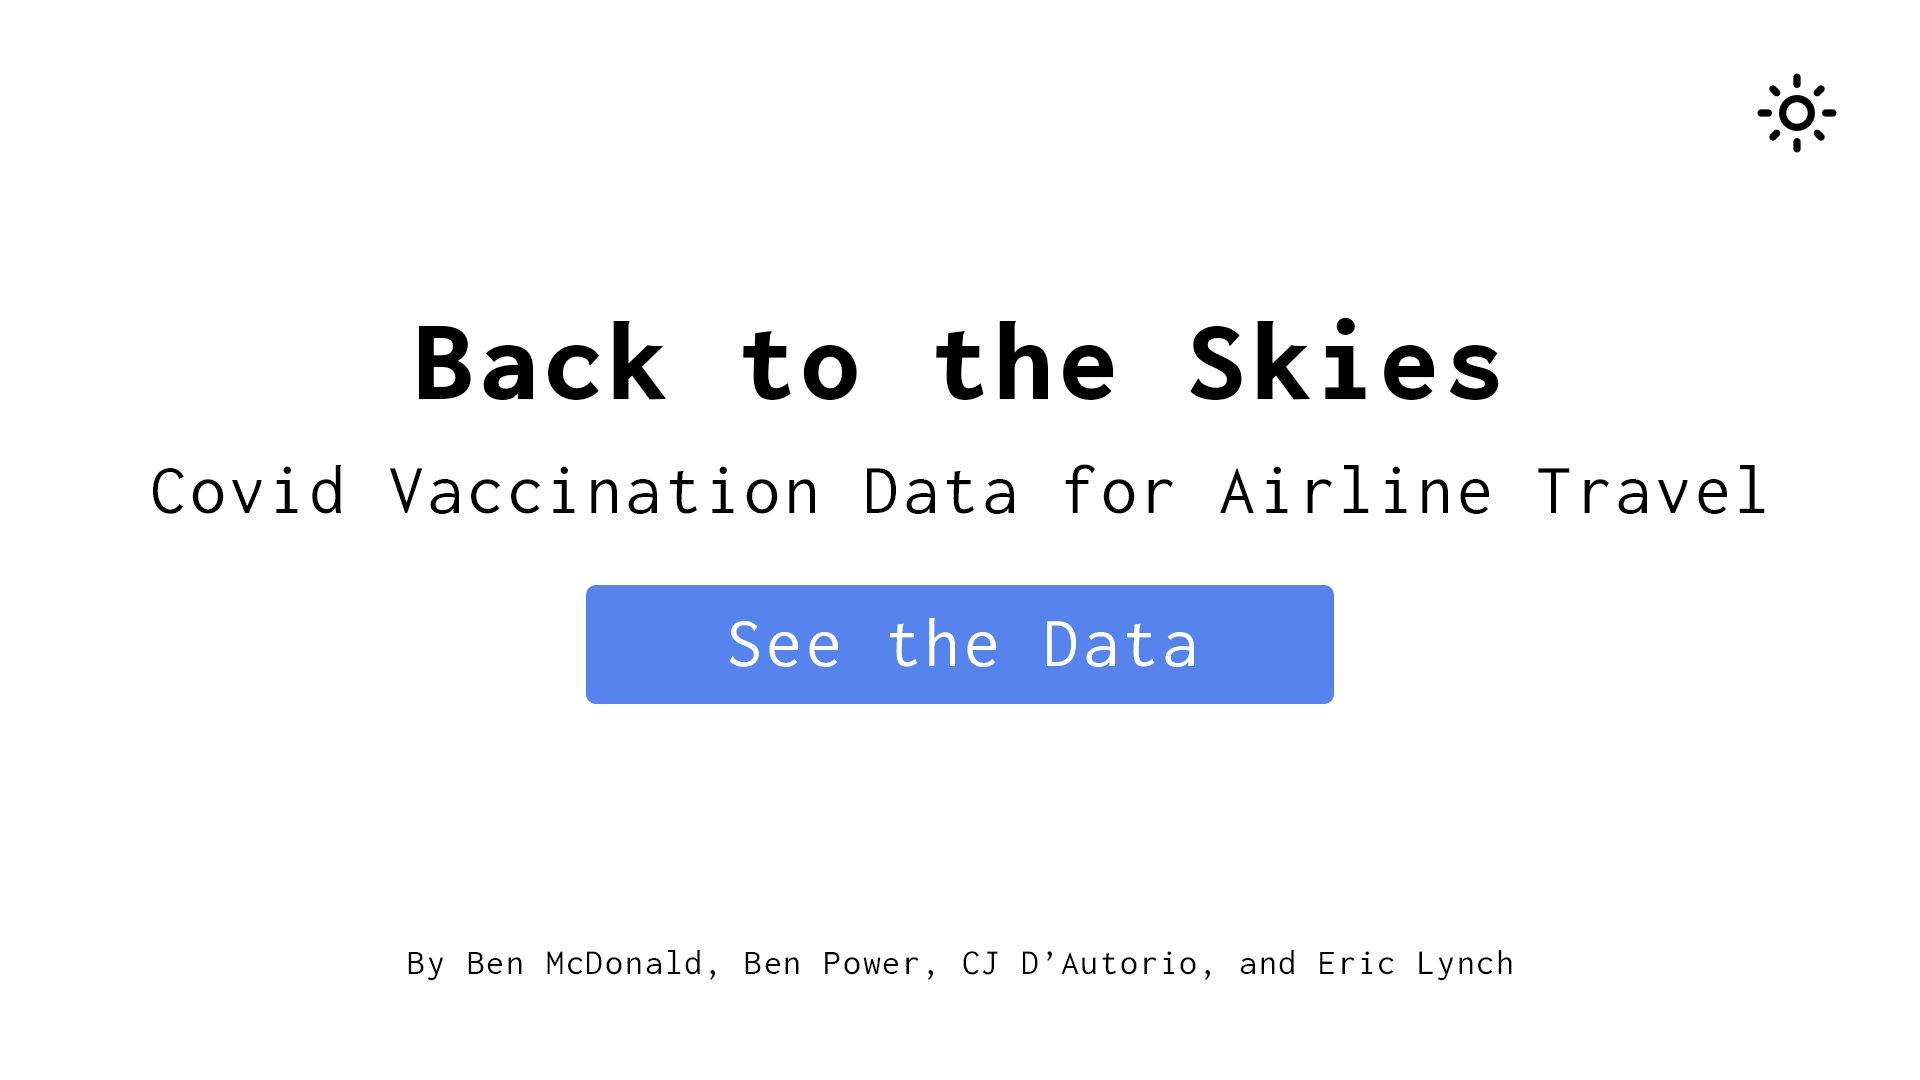 Back to the Skies
Covid Vaccination Data for Airline Travel
See the Data
By Ben McDonald, Ben Power, CJ D’Autorio, and Eric Lynch